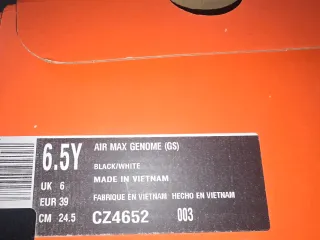 6.5Y AIR MAX GENOME (GS)
BLACK/WHITE
UK 6 MADE IN VIETNAM
EUR 39 FABRIQUE EN VIETNAM HECHO EN VIETNAM
CM 24.5 CZ4652 003